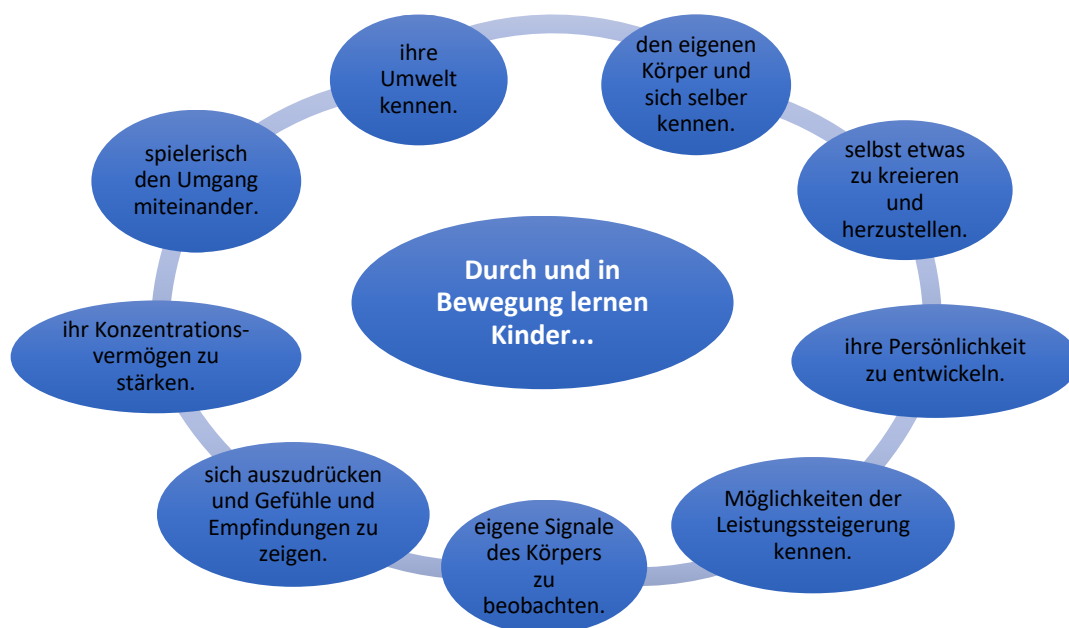 ihre
Umwelt
kennen.
den eigenen
Körper und
sich selber
kennen.
selbst etwas
zu kreieren
und
herzustellen.
ihre Persönlichkeit
zu entwickeln.
Möglichkeiten der
Leistungssteigerung
kennen.
eigene Signale
des Körpers
zu
beobachten.
sich auszudrücken
und Gefühle und
Empfindungen zu
zeigen.
ihr Konzentrations-
vermögen zu
stärken.
spielerisch
den Umgang
miteinander.
Durch und in
Bewegung lernen
Kinder...